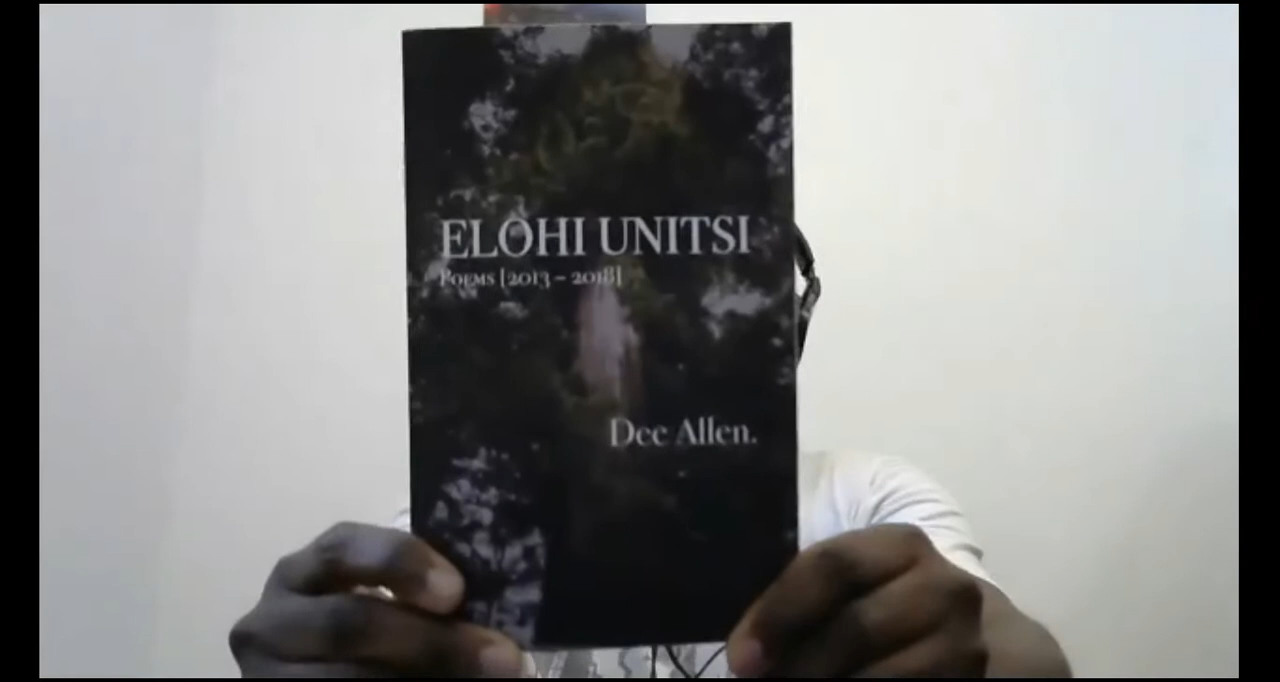 ELOHI UNITSI
Poems [2013 – 2018]
Dee Allen.